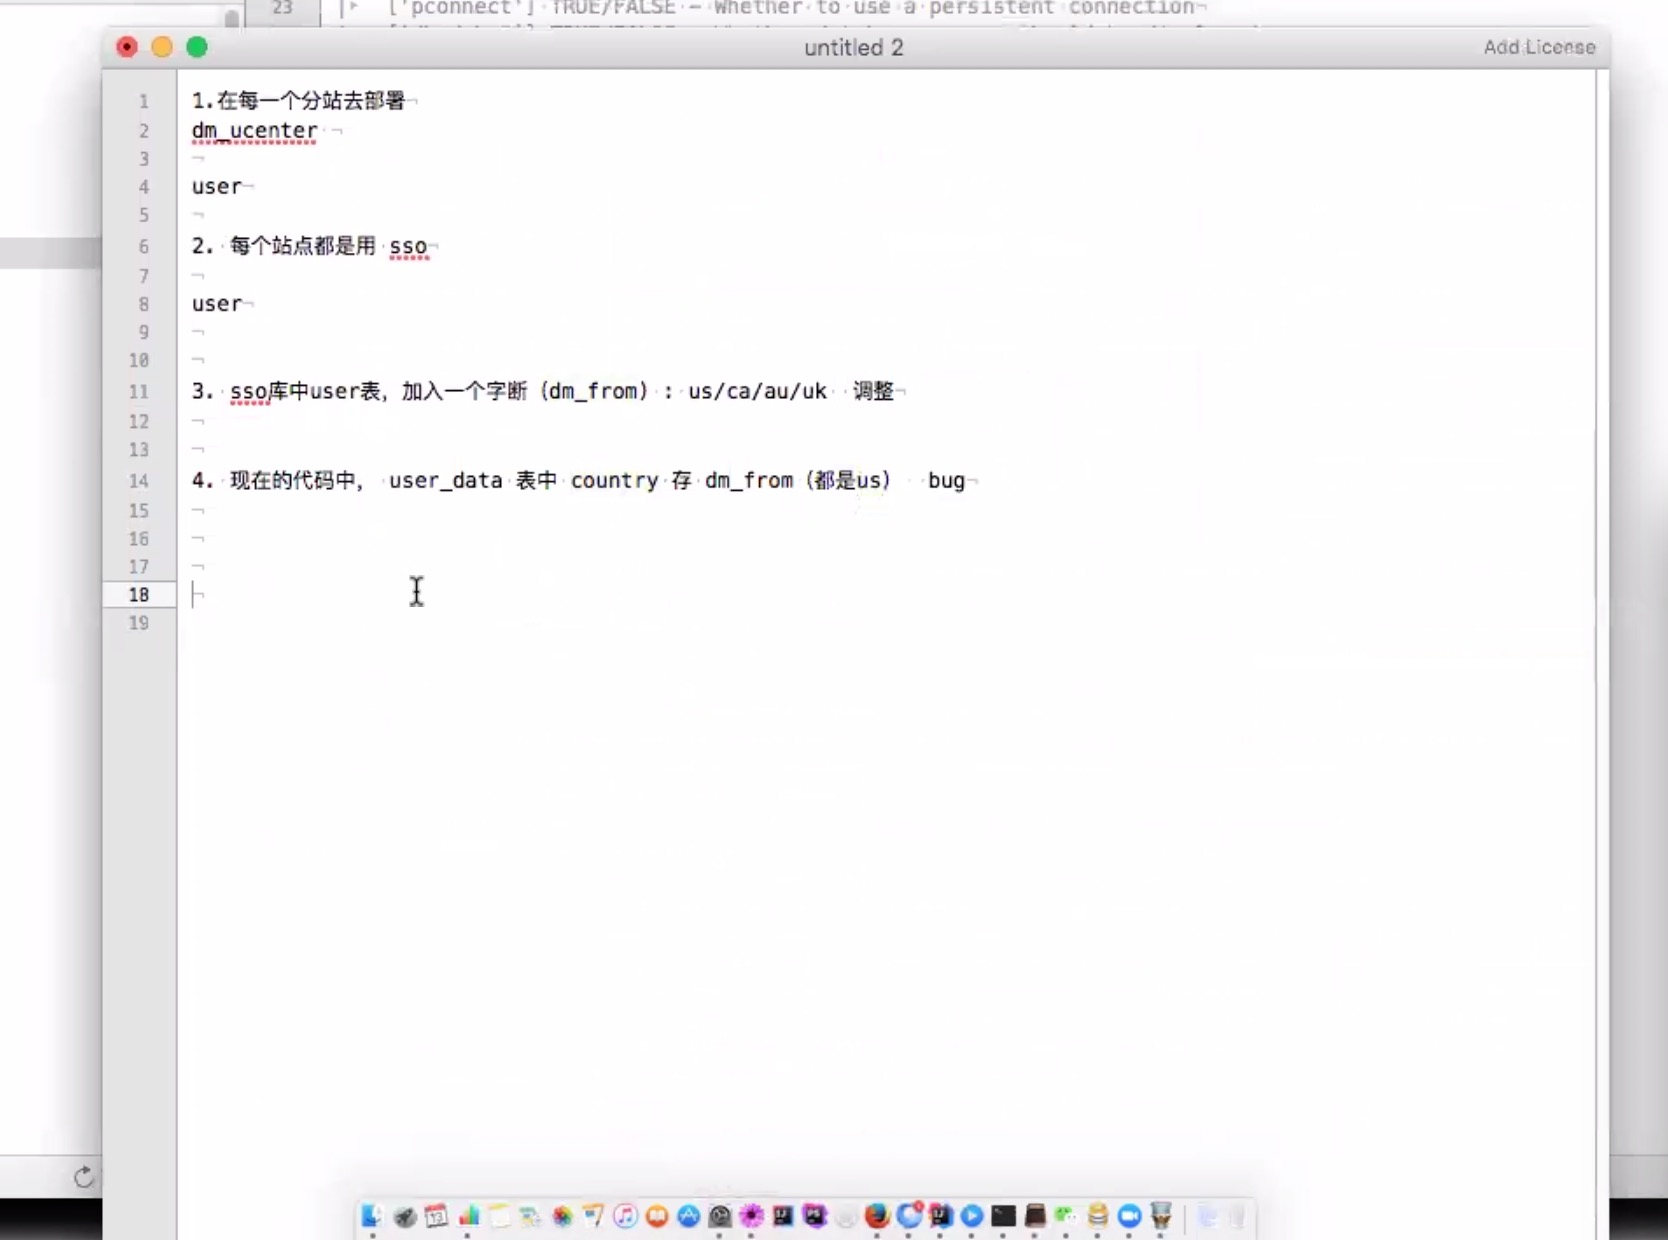 23 ['pconnect'] TRUE/FALSE - Whether to use a persistent connection
untitled 2
Add License
1 1.在每一个分站去部署
2 dm_ucenter
3
4 user
5
6 2. 每个站点都是用 sso
7
8 user
9
10
11 3. sso库中user表，加入一个字断（dm_from）: us/ca/au/uk 调整
12
13
14 4. 现在的代码中， user_data 表中 country 存 dm_from（都是us） bug
15
16
17
18
19